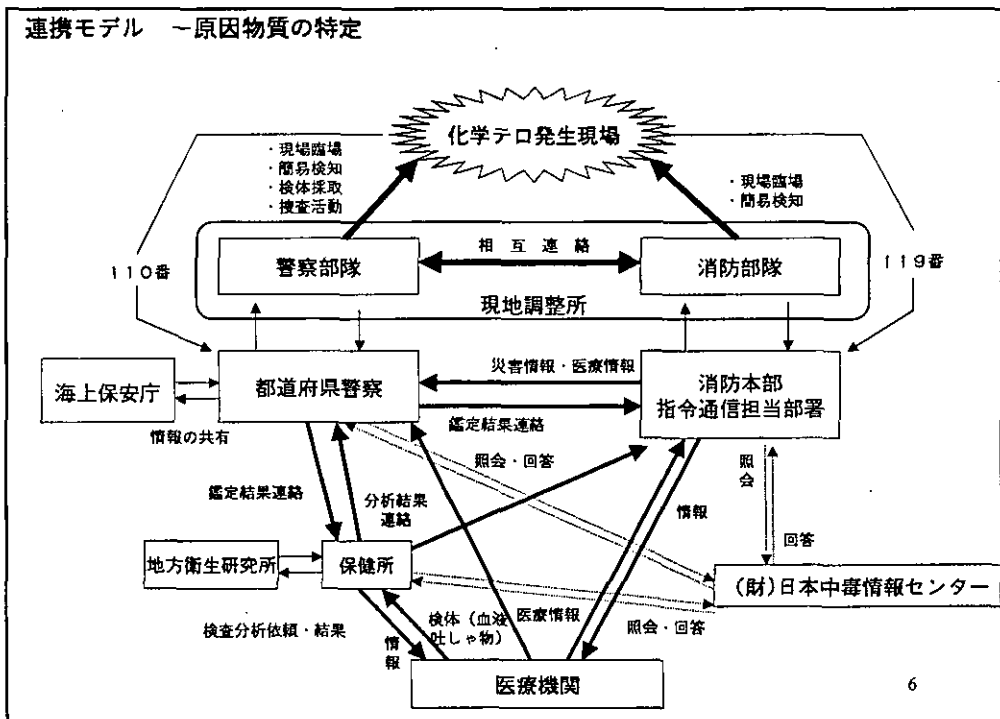 連携モデル　～原因物質の特定
化学テロ発生現場
・現場臨場
・簡易検知
・検体採取
・捜査活動
・現場臨場
・簡易検知
110番
警察部隊
相互連絡
消防部隊
119番
現地調整所
海上保安庁
都道府県警察
災害情報・医療情報
消防本部
指令通信担当部署
情報の共有
鑑定結果連絡
照会・回答
照会
鑑定結果連絡
分析結果
連絡
情報
回答
地方衛生研究所
保健所
(財)日本中毒情報センター
検査分析依頼・結果
情報
検体（血液
吐しゃ物）
医療情報
照会・回答
医療機関
6